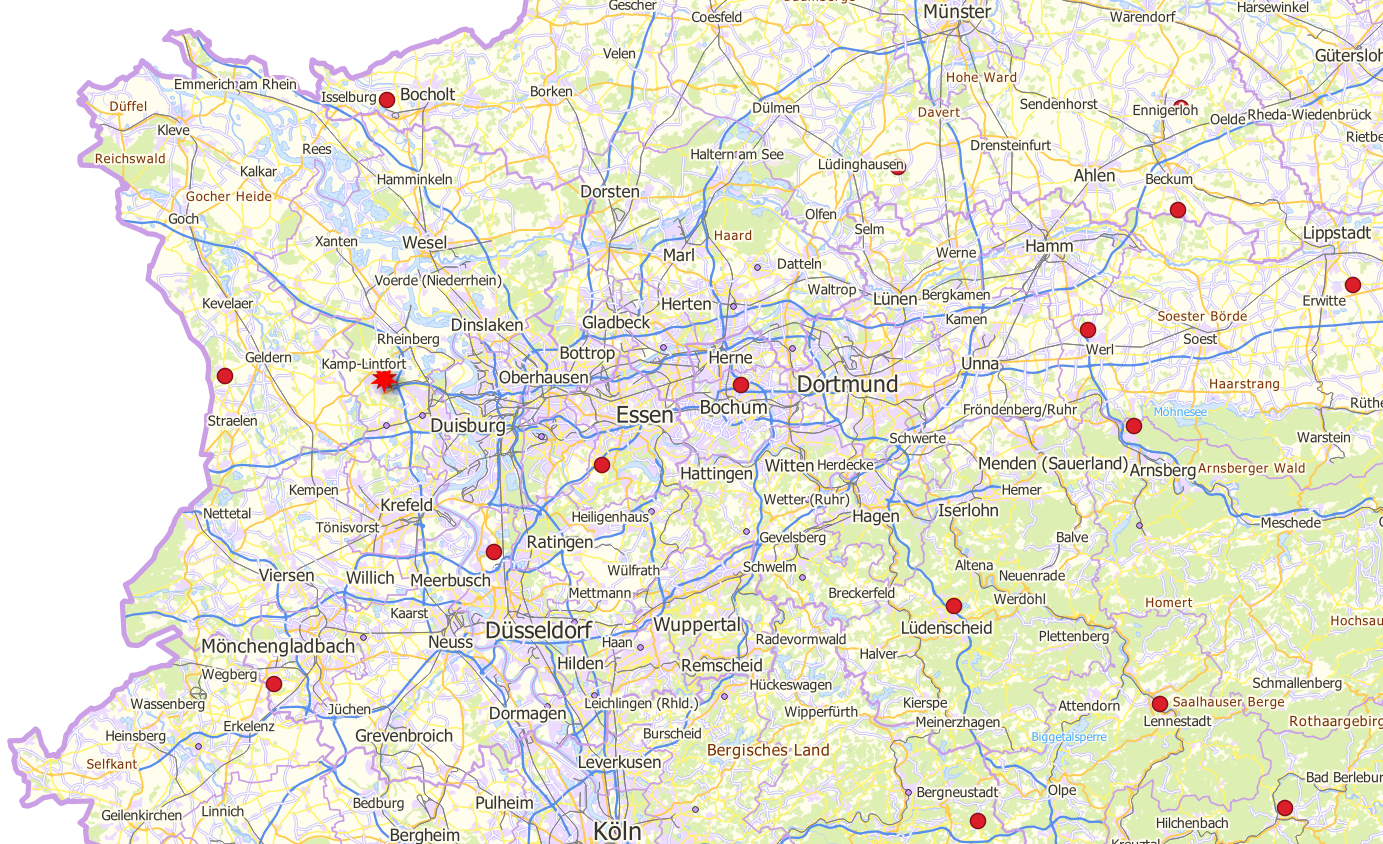 Gescher
Coesfeld
Münster
Warendorf
Harsewinkel
Velen
Gütersloh
Emmerich am Rhein
Isselburg
Bocholt
Borken
Hohe Ward
Düffel
Dülmen
Davert
Sendenhorst
Ennigerloh
Oelde
Rheda-Wiedenbrück
Kleve
Rees
Haltern am See
Lüdinghausen
Drensteinfurt
Rietbe
Reichswald
Kalkar
Hamminkeln
Dorsten
Ahlen
Beckum
Gocher Heide
Goch
Olfen
Selm
Xanten
Wesel
Haard
Marl
Werne
Hamm
Lippstadt
Voerde (Niederrhein)
Datteln
Kevelaer
Herten
Waltrop
Lünen
Bergkamen
Erwitte
Dinslaken
Gladbeck
Kamen
Soester Börde
Rheinberg
Werl
Soest
Geldern
Kamp-Lintfort
Bottrop
Herne
Unna
Oberhausen
Dortmund
Haarstrang
Straelen
Duisburg
Essen
Bochum
Fröndenberg/Ruhr
Möhnesee
Rüthe
Schwerte
Warstein
Kempen
Hattingen
Witten
Herdecke
Menden (Sauerland)
Arnsberg
Arnsberger Wald
Nettetal
Krefeld
Wetter (Ruhr)
Hemer
Tönisvorst
Heiligenhaus
Hagen
Iserlohn
Meschede
Ratingen
Gevelsberg
Balve
Viersen
Willich
Meerbusch
Wülfrath
Schwelm
Altena
Neuenrade
Mettmann
Breckerfeld
Werdohl
Homert
Kaarst
Düsseldorf
Wuppertal
Lüdenscheid
Hochsau
Mönchengladbach
Neuss
Haan
Radevormwald
Plettenberg
Wegberg
Hilden
Remscheid
Halver
Hückeswagen
Schmallenberg
Wassenberg
Jüchen
Dormagen
Leichlingen (Rhld.)
Wipperfürth
Kierspe
Attendorn
Saalhauser Berge
Heinsberg
Erkelenz
Grevenbroich
Burscheid
Bergisches Land
Meinerzhagen
Biggetalsperre
Lennestadt
Rothaargebirg
Selfkant
Leverkusen
Bad Berlebur
Geilenkirchen
Linnich
Bedburg
Pulheim
Bergneustadt
Olpe
Bergheim
Köln
Hilchenbach
Kreuztal